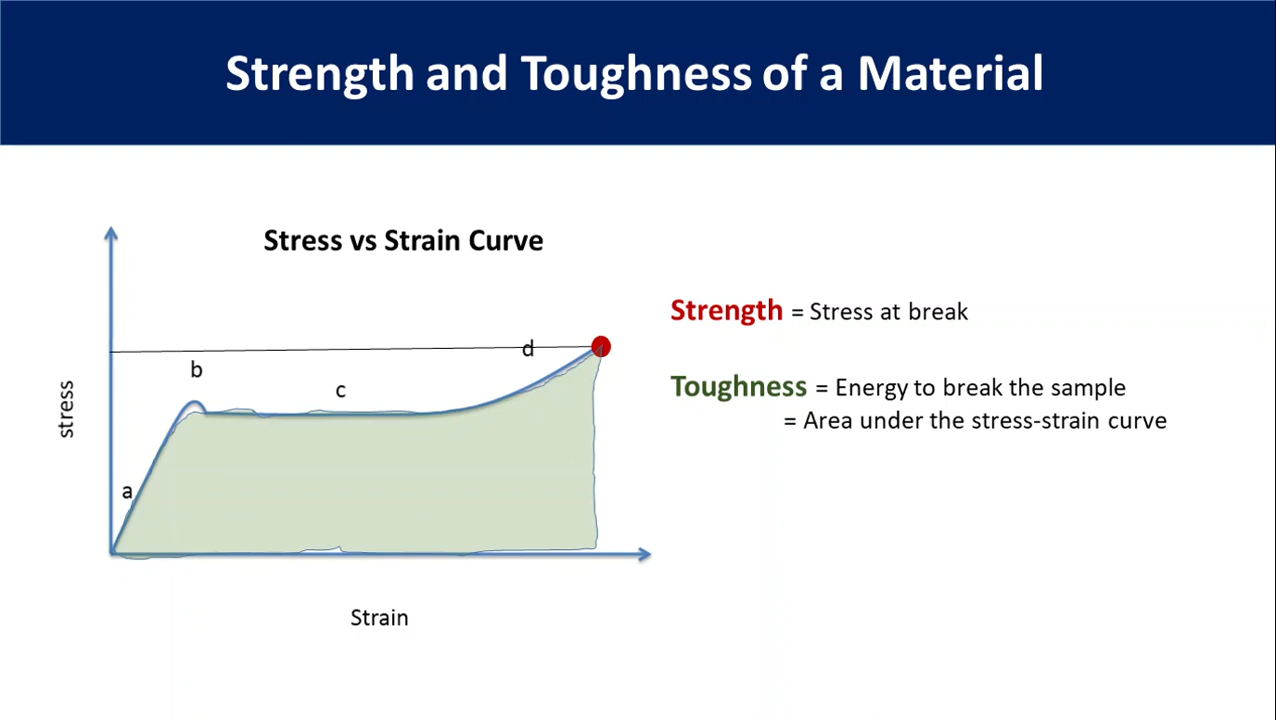 Strength and Toughness of a Material
Stress vs Strain Curve
stress
a
b
c
d
Strain
Strength = Stress at break
Toughness = Energy to break the sample
= Area under the stress-strain curve